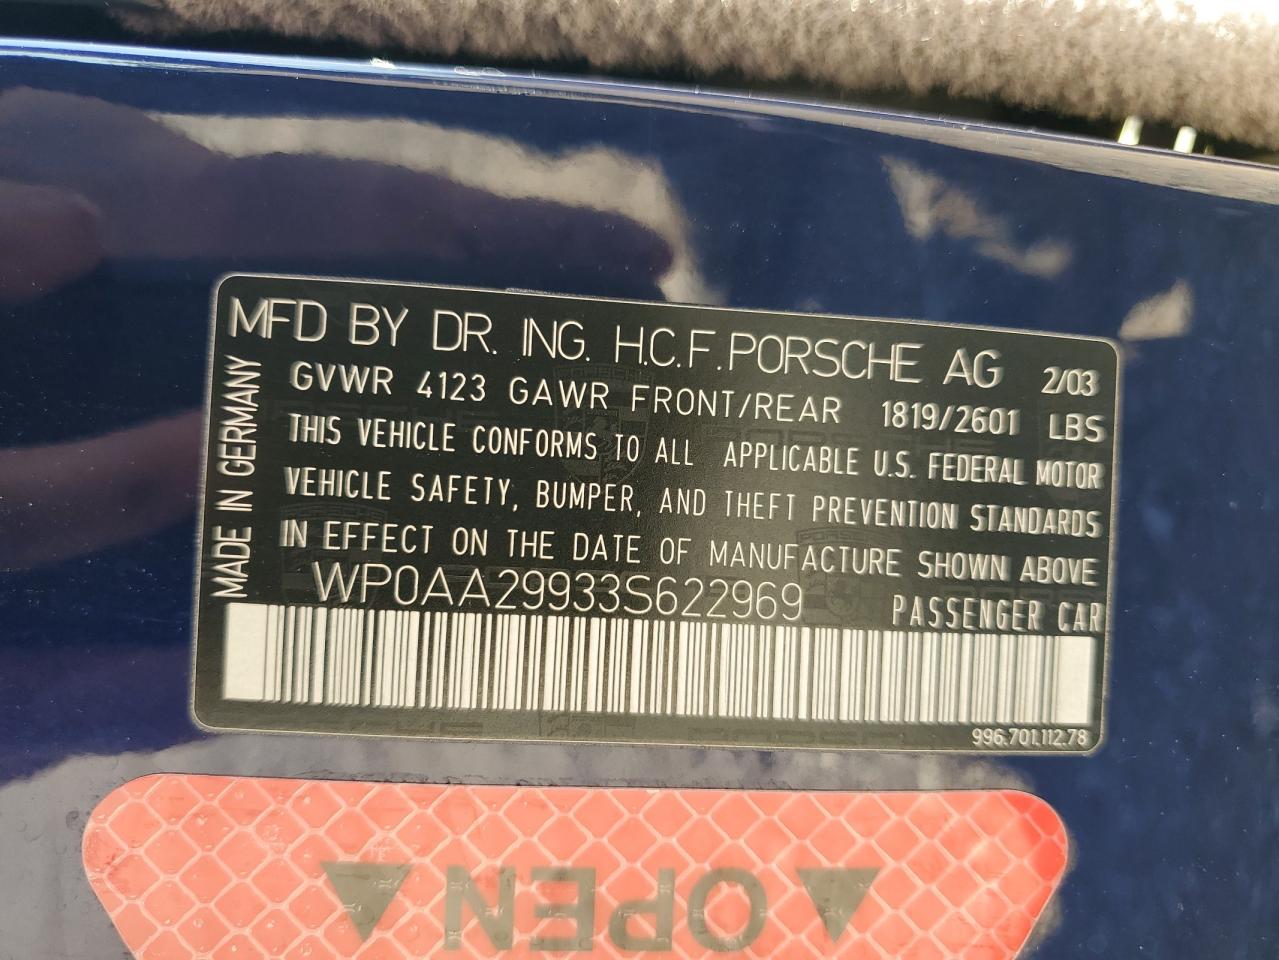 MFD BY DR. ING. H.C.F. PORSCHE AG 2/03
GVWR 4123 GAWR FRONT/REAR 1819/2601 LBS
THIS VEHICLE CONFORMS TO ALL APPLICABLE U.S. FEDERAL MOTOR
VEHICLE SAFETY, BUMPER, AND THEFT PREVENTION STANDARDS
IN EFFECT ON THE DATE OF MANUFACTURE SHOWN ABOVE
WP0AA29933S622969 PASSENGER CAR
MADE IN GERMANY
996.701.112.78
OPEN